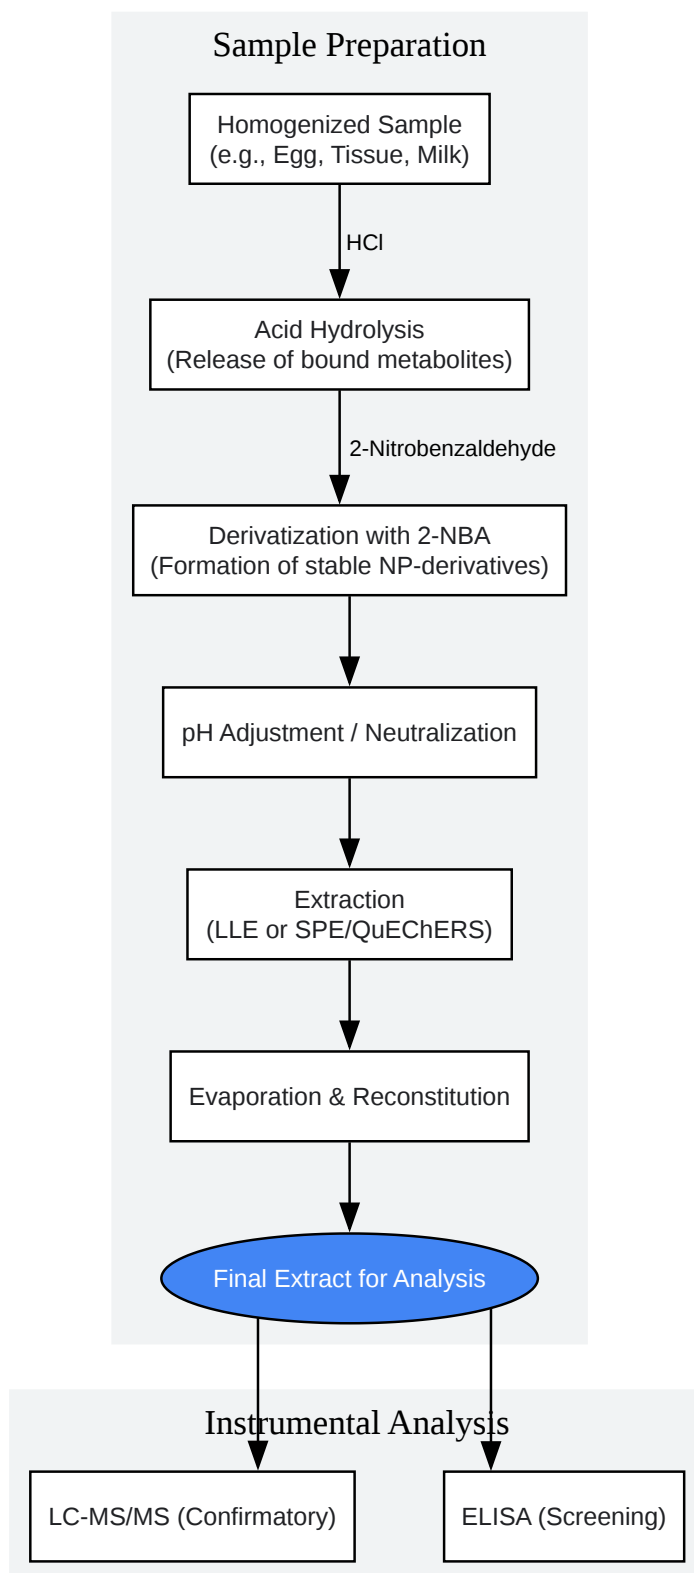 Sample Preparation
Homogenized Sample
(e.g., Egg, Tissue, Milk)
HCl
Acid Hydrolysis
(Release of bound metabolites)
2-Nitrobenzaldehyde
Derivatization with 2-NBA
(Formation of stable NP-derivatives)
pH Adjustment / Neutralization
Extraction
(LLE or SPE/QuEChERS)
Evaporation & Reconstitution
Final Extract for Analysis
Instrumental Analysis
LC-MS/MS (Confirmatory)
ELISA (Screening)